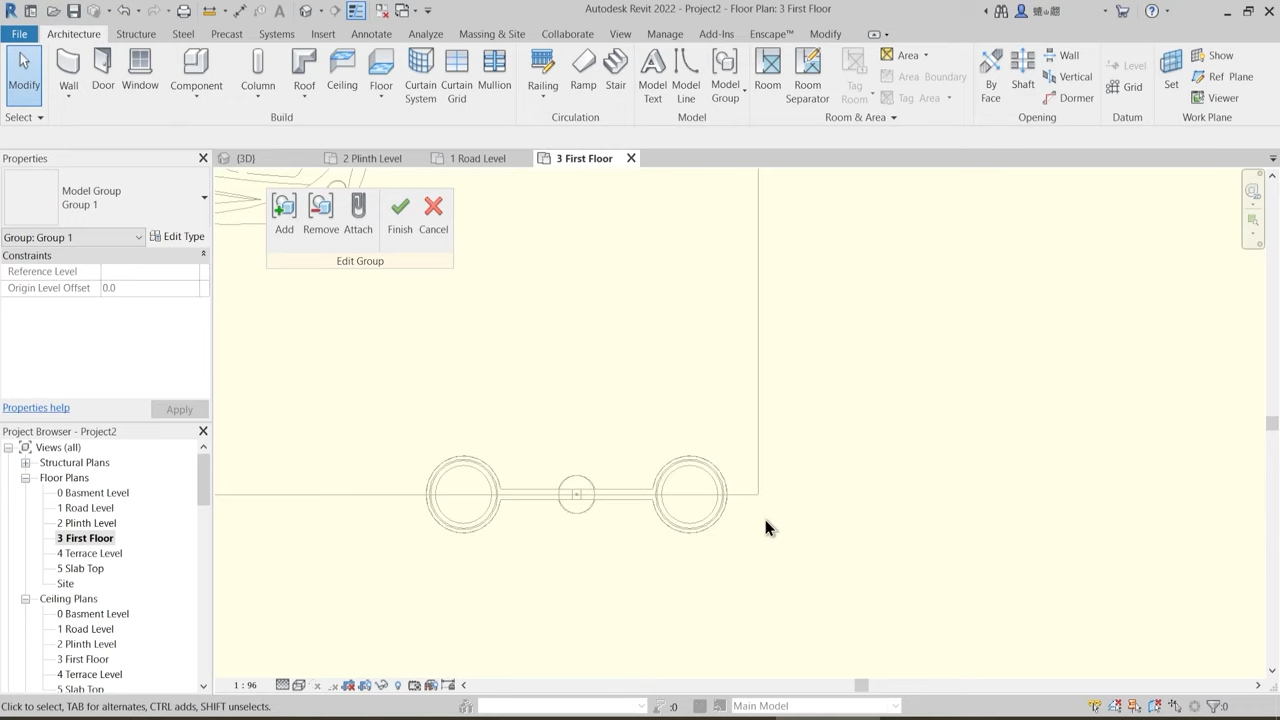 Autodesk Revit 2022 - Project2 - Floor Plan: 3 First Floor
File Architecture Structure Steel Precast Systems Insert Annotate Analyze Massing & Site Collaborate View Manage Add-Ins Enscape™ Modify
Modify Wall Door Window Component Column Roof Ceiling Floor Curtain System Curtain Grid Mullion Railing Ramp Stair Model Text Model Line Model Group Room Room Separator Tag Room Area Area Boundary Tag Area By Face Shaft Wall Vertical Dormer Level Grid Set Show Ref Plane Viewer
Select Build Circulation Model Room & Area Opening Datum Work Plane
Properties {3D} 2 Plinth Level 1 Road Level 3 First Floor
Model Group
Group 1
Group: Group 1 Edit Type
Constraints
Reference Level
Origin Level Offset 0.0
Add Remove Attach Finish Cancel
Edit Group
Properties help Apply
Project Browser - Project2
Views (all)
Structural Plans
Floor Plans
0 Basment Level
1 Road Level
2 Plinth Level
3 First Floor
4 Terrace Level
5 Slab Top
Site
Ceiling Plans
0 Basment Level
1 Road Level
2 Plinth Level
3 First Floor
4 Terrace Level
5 Slab Top
1 : 96
Click to select, TAB for alternates, CTRL adds, SHIFT unselects. :0 Main Model :0